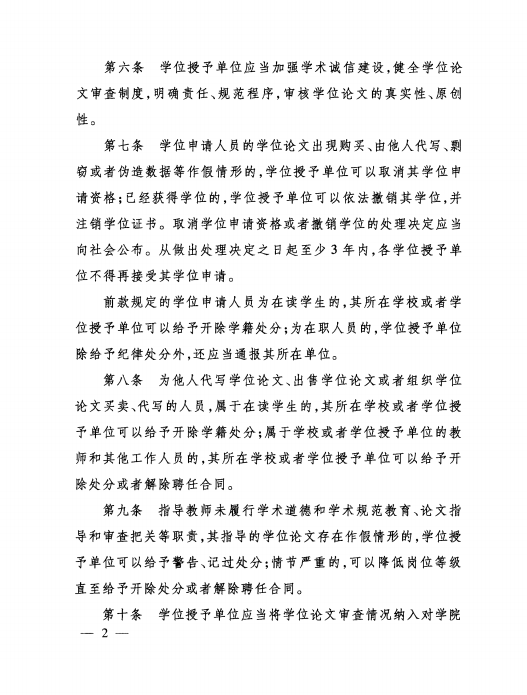 第六条　学位授予单位应当加强学术诚信建设,健全学位论
文审查制度,明确责任、规范程序,审核学位论文的真实性、原创
性。
第七条　学位申请人员的学位论文出现购买、由他人代写、剽
窃或者伪造数据等作假情形的,学位授予单位可以取消其学位申
请资格;已经获得学位的,学位授予单位可以依法撤销其学位,并
注销学位证书。取消学位申请资格或者撤销学位的处理决定应当
向社会公布。从做出处理决定之日起至少 3 年内,各学位授予单
位不得再接受其学位申请。
前款规定的学位申请人员为在读学生的,其所在学校或者学
位授予单位可以给予开除学籍处分;为在职人员的,学位授予单位
除给予纪律处分外,还应当通报其所在单位。
第八条　为他人代写学位论文、出售学位论文或者组织学位
论文买卖、代写的人员,属于在读学生的,其所在学校或者学位授
予单位可以给予开除学籍处分;属于学校或者学位授予单位的教
师和其他工作人员的,其所在学校或者学位授予单位可以给予开
除处分或者解除聘任合同。
第九条　指导教师未履行学术道德和学术规范教育、论文指
导和审查把关等职责,其指导的学位论文存在作假情形的,学位授
予单位可以给予警告、记过处分;情节严重的,可以降低岗位等级
直至给予开除处分或者解除聘任合同。
第十条　学位授予单位应当将学位论文审查情况纳入对学院
— 2 —